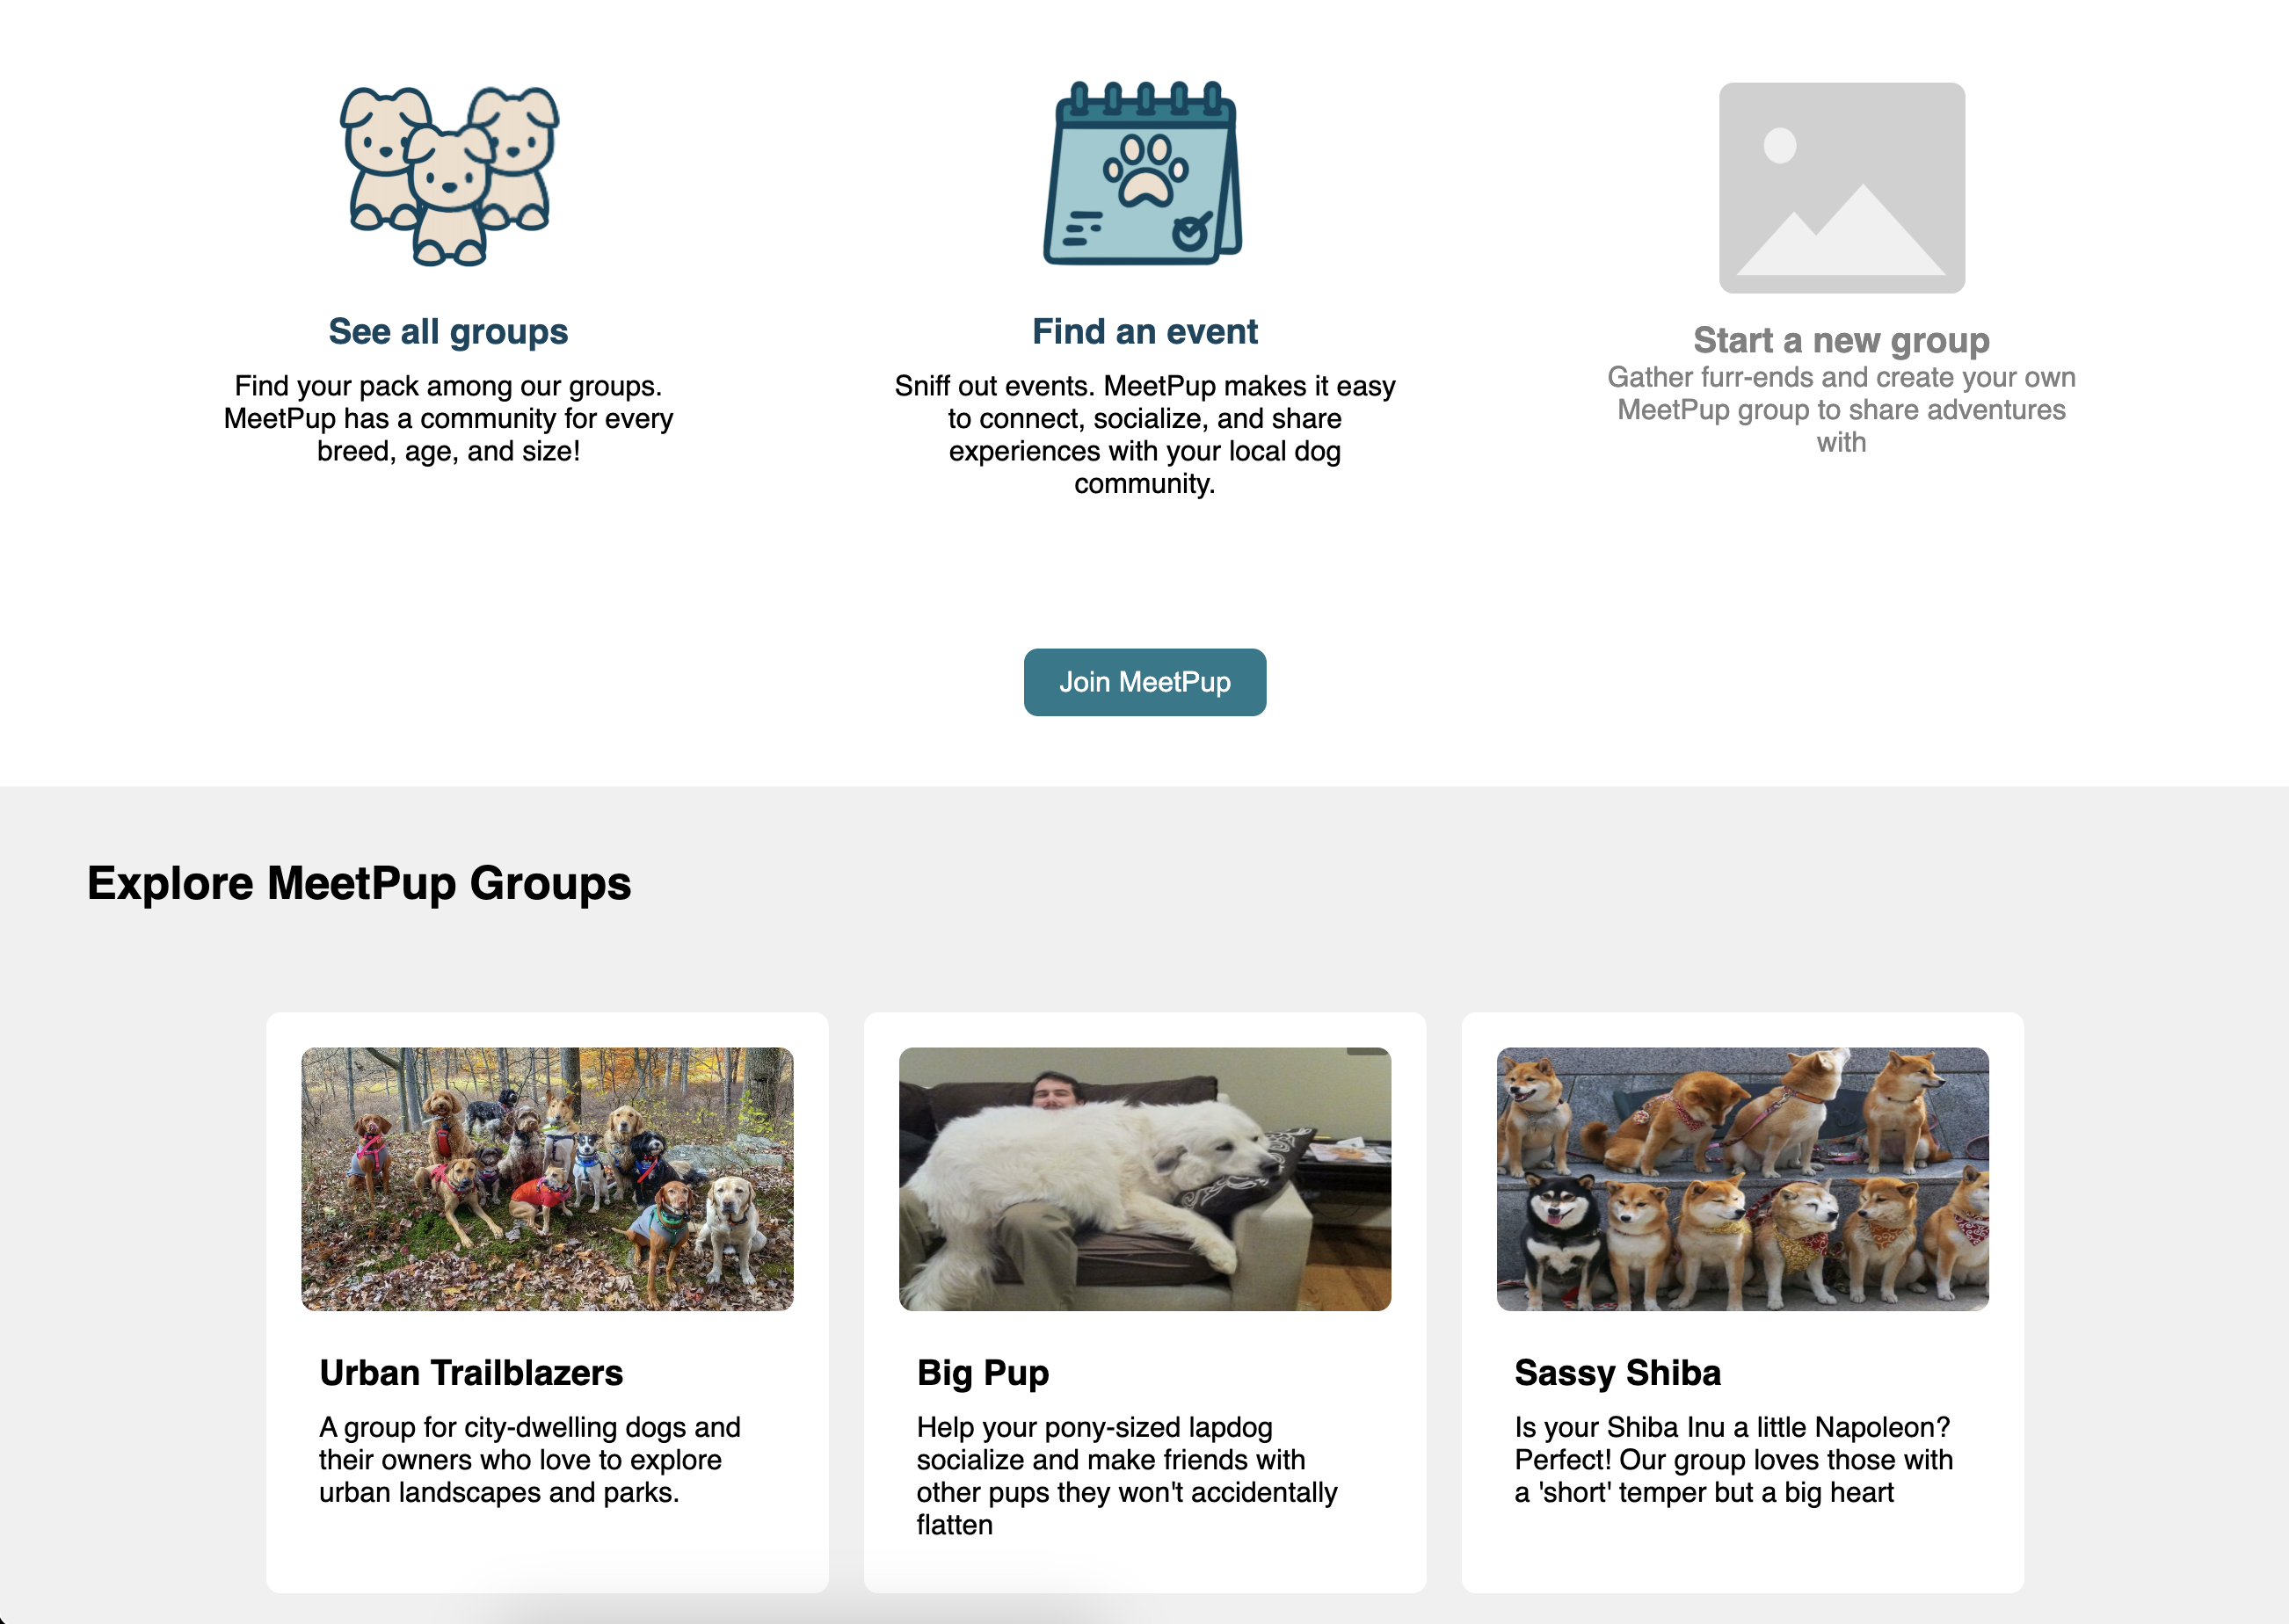 See all groups
Find your pack among our groups.
MeetPup has a community for every
breed, age, and size!
Find an event
Sniff out events. MeetPup makes it easy
to connect, socialize, and share
experiences with your local dog
community.
Start a new group
Gather furr-ends and create your own
MeetPup group to share adventures
with
Join MeetPup
Explore MeetPup Groups
Urban Trailblazers
A group for city-dwelling dogs and
their owners who love to explore
urban landscapes and parks.
Big Pup
Help your pony-sized lapdog
socialize and make friends with
other pups they won't accidentally
flatten
Sassy Shiba
Is your Shiba Inu a little Napoleon?
Perfect! Our group loves those with
a 'short' temper but a big heart